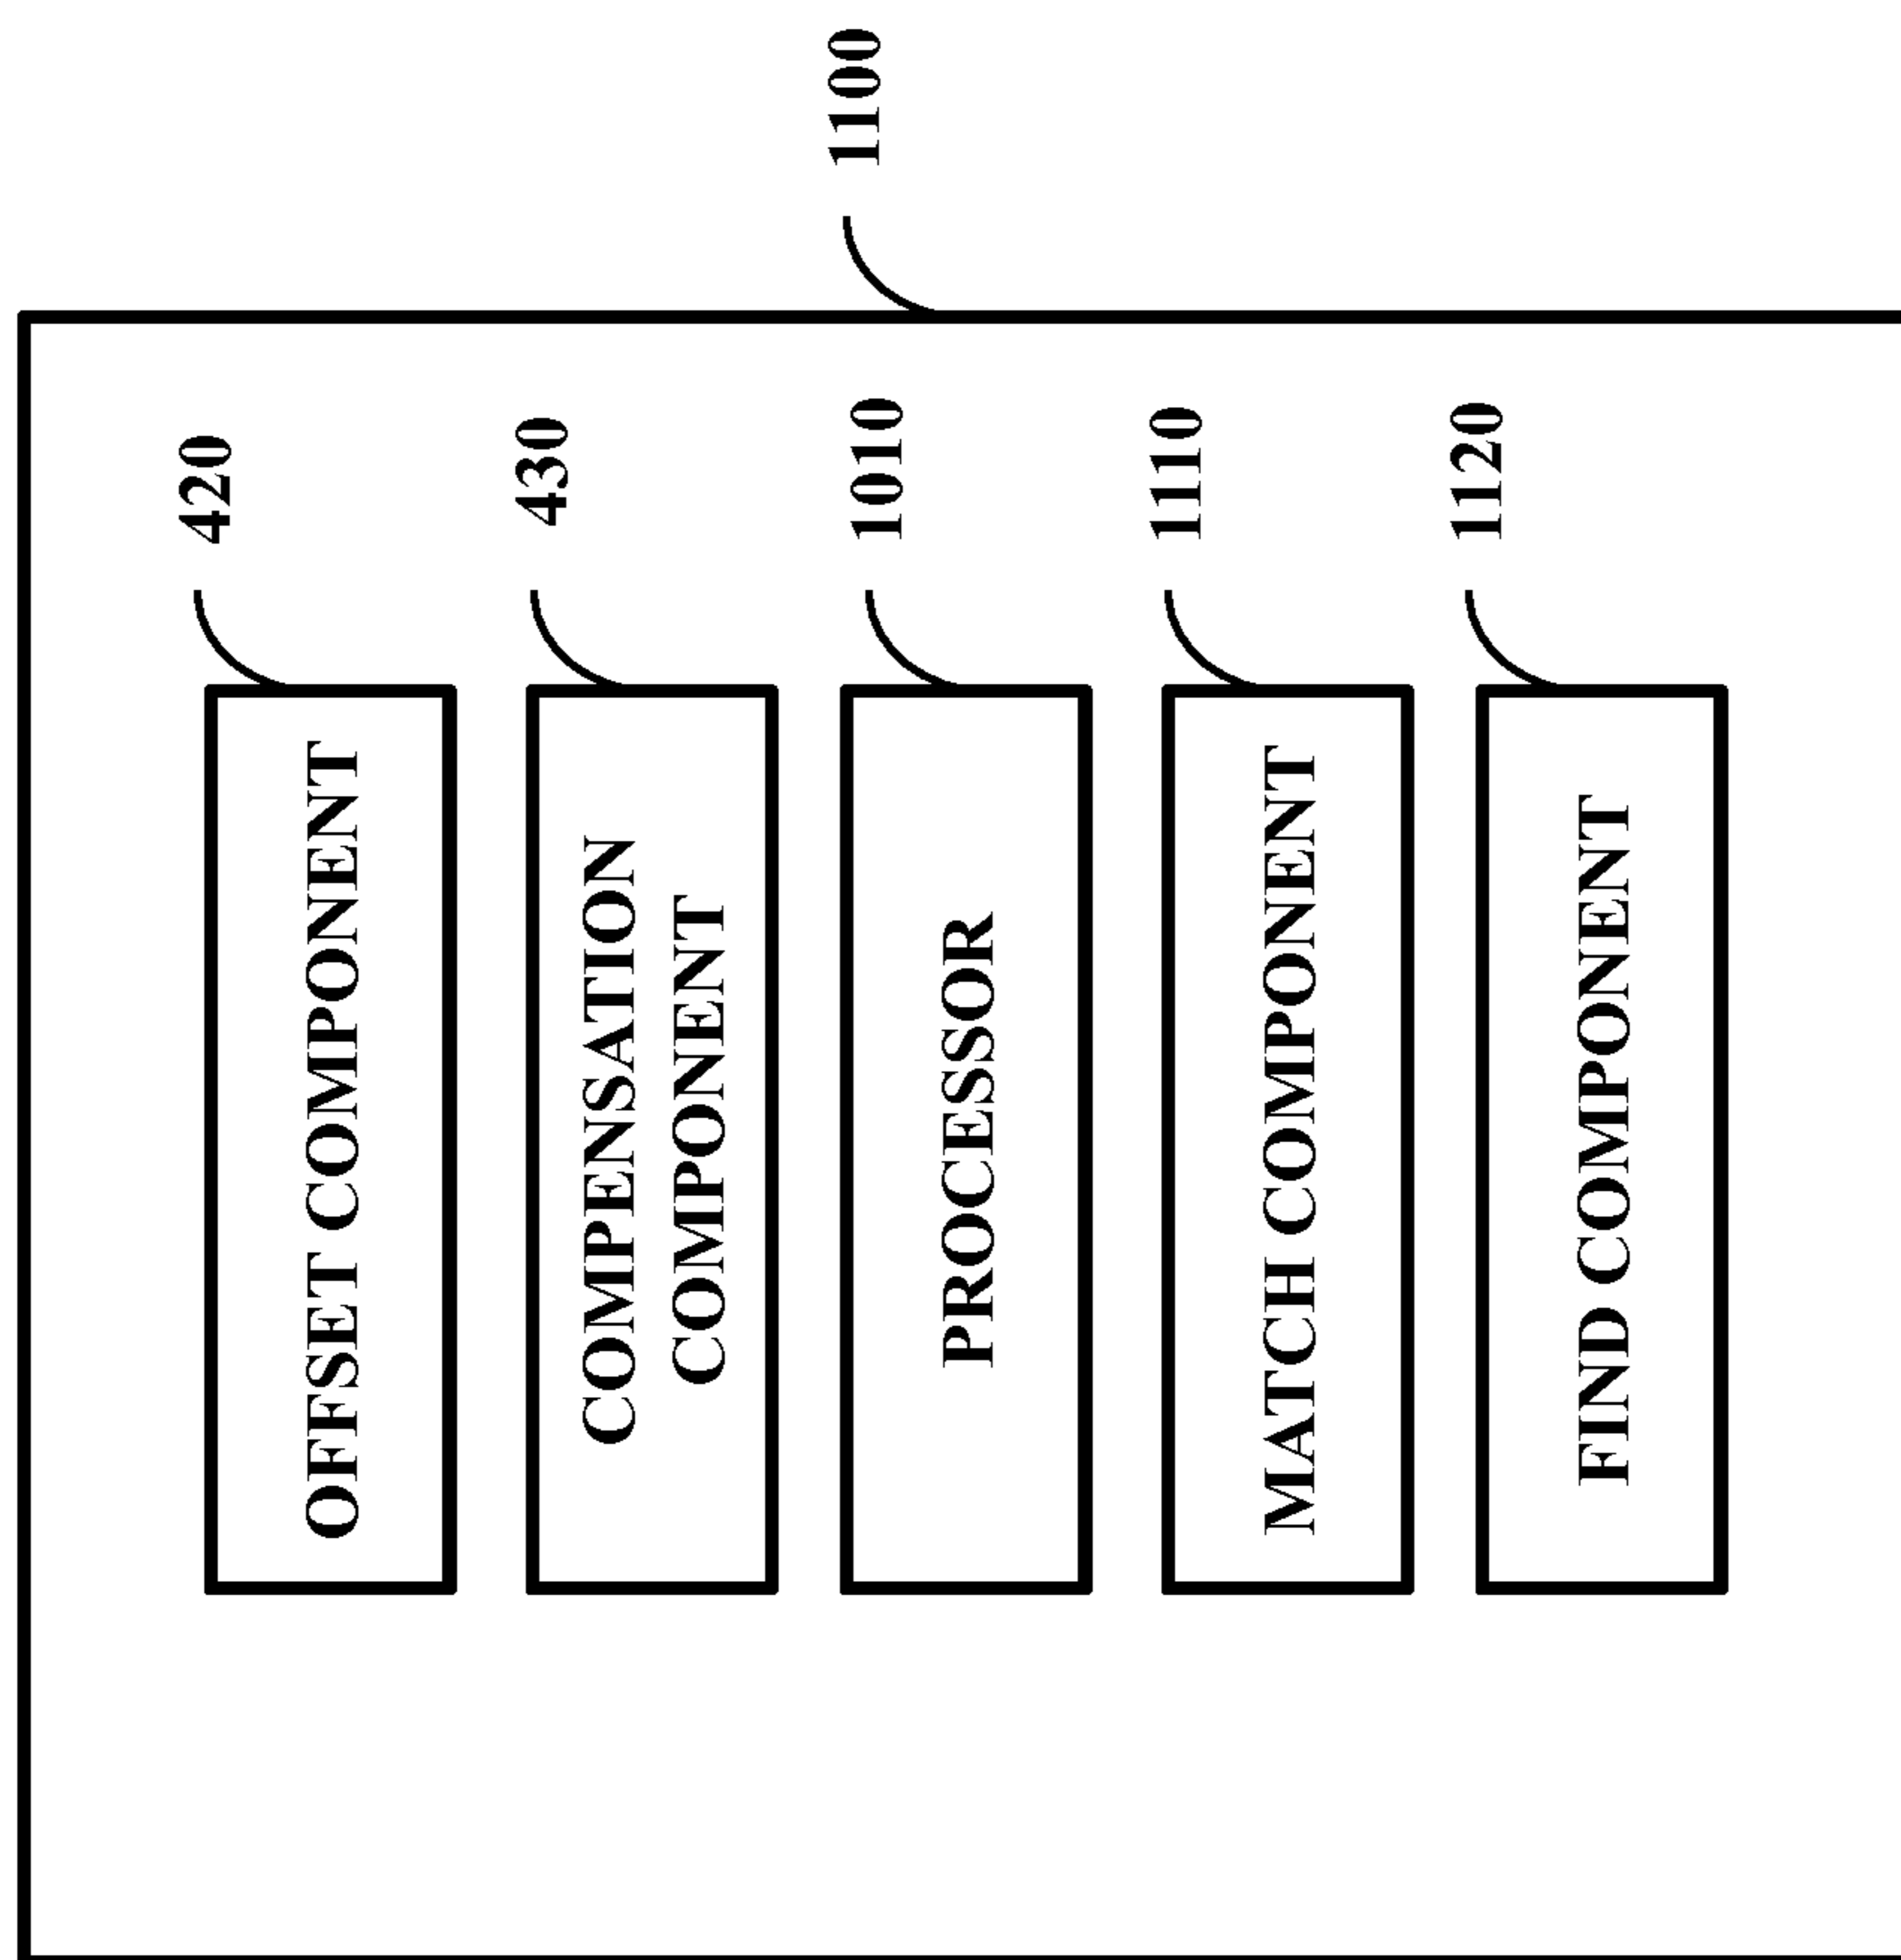 1100
420
OFFSET COMPONENT
430
COMPENSATION
COMPONENT
1010
PROCESSOR
1110
MATCH COMPONENT
1120
FIND COMPONENT